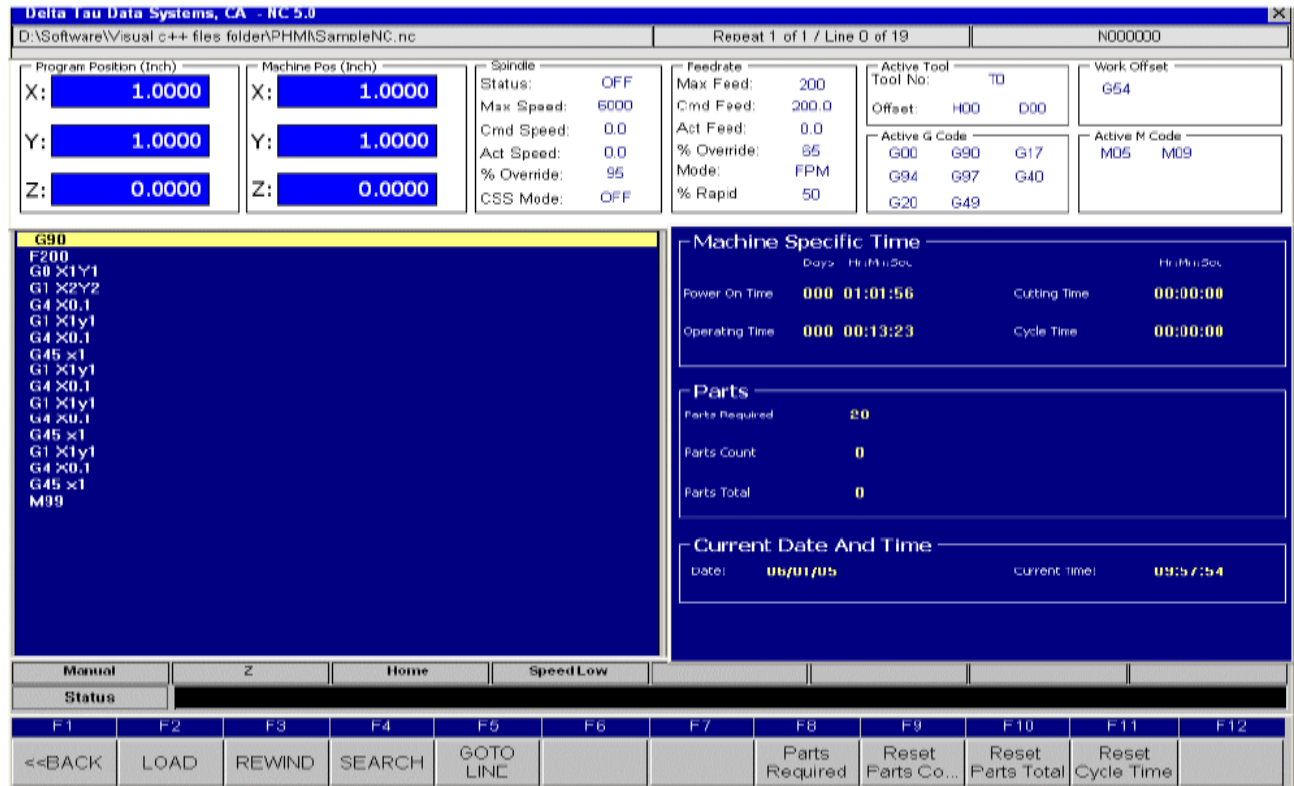 Delta Tau Data Systems, CA - NC 5.0
D:\Software\Visual c++ files folder\PHMI\SampleNC.nc
Repeat 1 of 1 / Line 0 of 19
N000000
Program Position (Inch)
X: 1.0000
Y: 1.0000
Z: 0.0000
Machine Pos (Inch)
X: 1.0000
Y: 1.0000
Z: 0.0000
Spindle
Status: OFF
Max Speed: 6000
Cmd Speed: 0.0
Act Speed: 0.0
% Override: 95
CSS Mode: OFF
Feedrate
Max Feed: 200
Cmd Feed: 200.0
Act Feed: 0.0
% Override: 65
Mode: FPM
% Rapid 50
Active Tool
Tool No: T0
Offset: H00 D00
Active G Code
G00 G90 G17
G94 G97 G40
G20 G49
Work Offset
G54
Active M Code
M05 M09
G90
F200
G0 X1Y1
G1 X2Y2
G4 X0.1
G1 X1y1
G4 X0.1
G45 x1
G1 X1y1
G4 X0.1
G1 X1y1
G4 X0.1
G45 x1
G1 X1y1
G4 X0.1
G45 x1
M99
Machine Specific Time
Days Hr:Min:Sec Hr:Min:Sec
Power On Time 000 01:01:56 Cutting Time 00:00:00
Operating Time 000 00:13:23 Cycle Time 00:00:00
Parts
Parts Required 20
Parts Count 0
Parts Total 0
Current Date And Time
Date: 06/01/05 Current Time: 09:57:54
Manual Z Home Speed Low
Status
F1 F2 F3 F4 F5 F6 F7 F8 F9 F10 F11 F12
<<BACK LOAD REWIND SEARCH GOTO LINE Parts Required Reset Parts Co... Reset Parts Total Reset Cycle Time